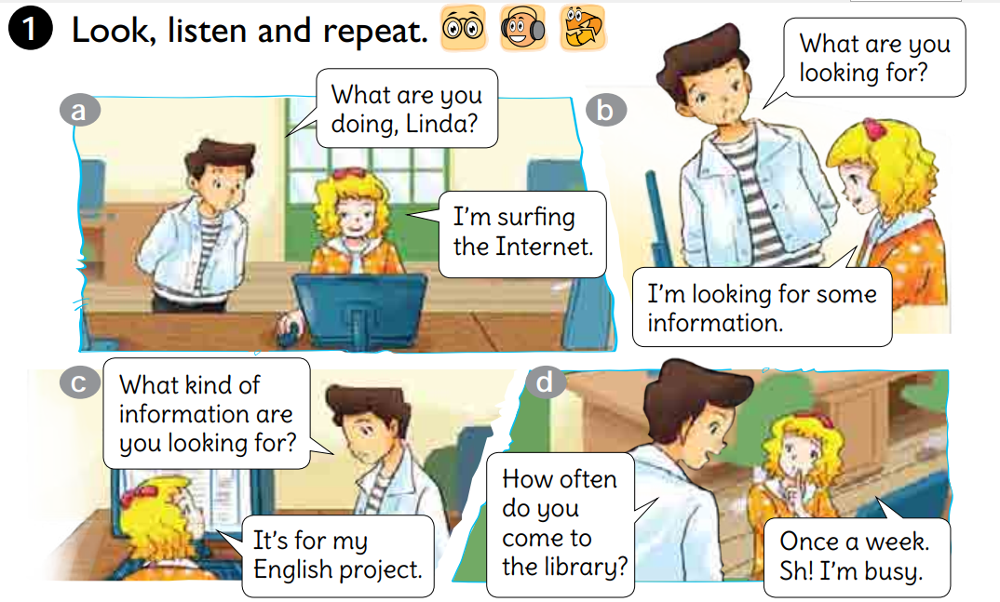 1 Look, listen and repeat.
a
What are you
doing, Linda?
I'm surfing
the Internet.
b
What are you
looking for?
I'm looking for some
information.
c
What kind of
information are
you looking for?
It's for my
English project.
d
How often
do you
come to
the library?
Once a week.
Sh! I'm busy.